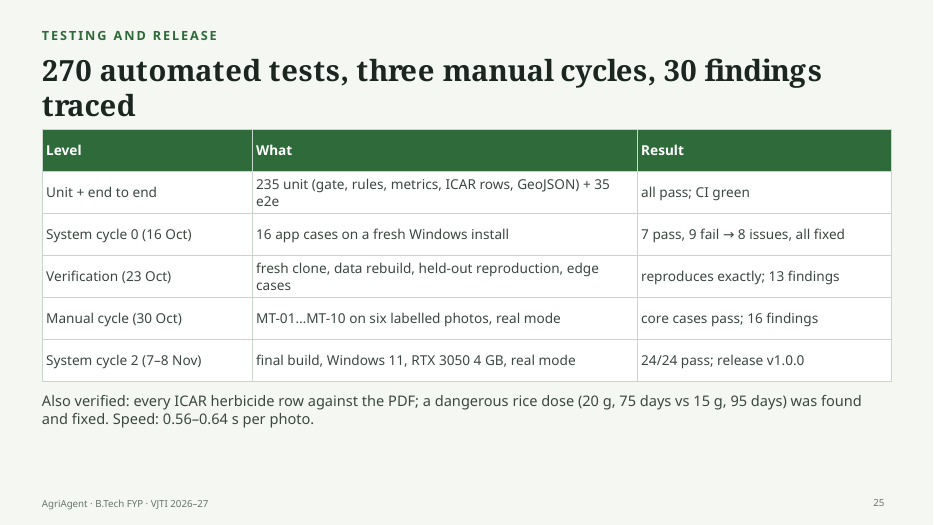 TESTING AND RELEASE
270 automated tests, three manual cycles, 30 findings
traced
Level What Result
Unit + end to end 235 unit (gate, rules, metrics, ICAR rows, GeoJSON) + 35 all pass; CI green
e2e
System cycle 0 (16 Oct) 16 app cases on a fresh Windows install 7 pass, 9 fail → 8 issues, all fixed
Verification (23 Oct) fresh clone, data rebuild, held-out reproduction, edge reproduces exactly; 13 findings
cases
Manual cycle (30 Oct) MT-01…MT-10 on six labelled photos, real mode core cases pass; 16 findings
System cycle 2 (7–8 Nov) final build, Windows 11, RTX 3050 4 GB, real mode 24/24 pass; release v1.0.0
Also verified: every ICAR herbicide row against the PDF; a dangerous rice dose (20 g, 75 days vs 15 g, 95 days) was found
and fixed. Speed: 0.56–0.64 s per photo.
AgriAgent · B.Tech FYP · VJTI 2026–27 25